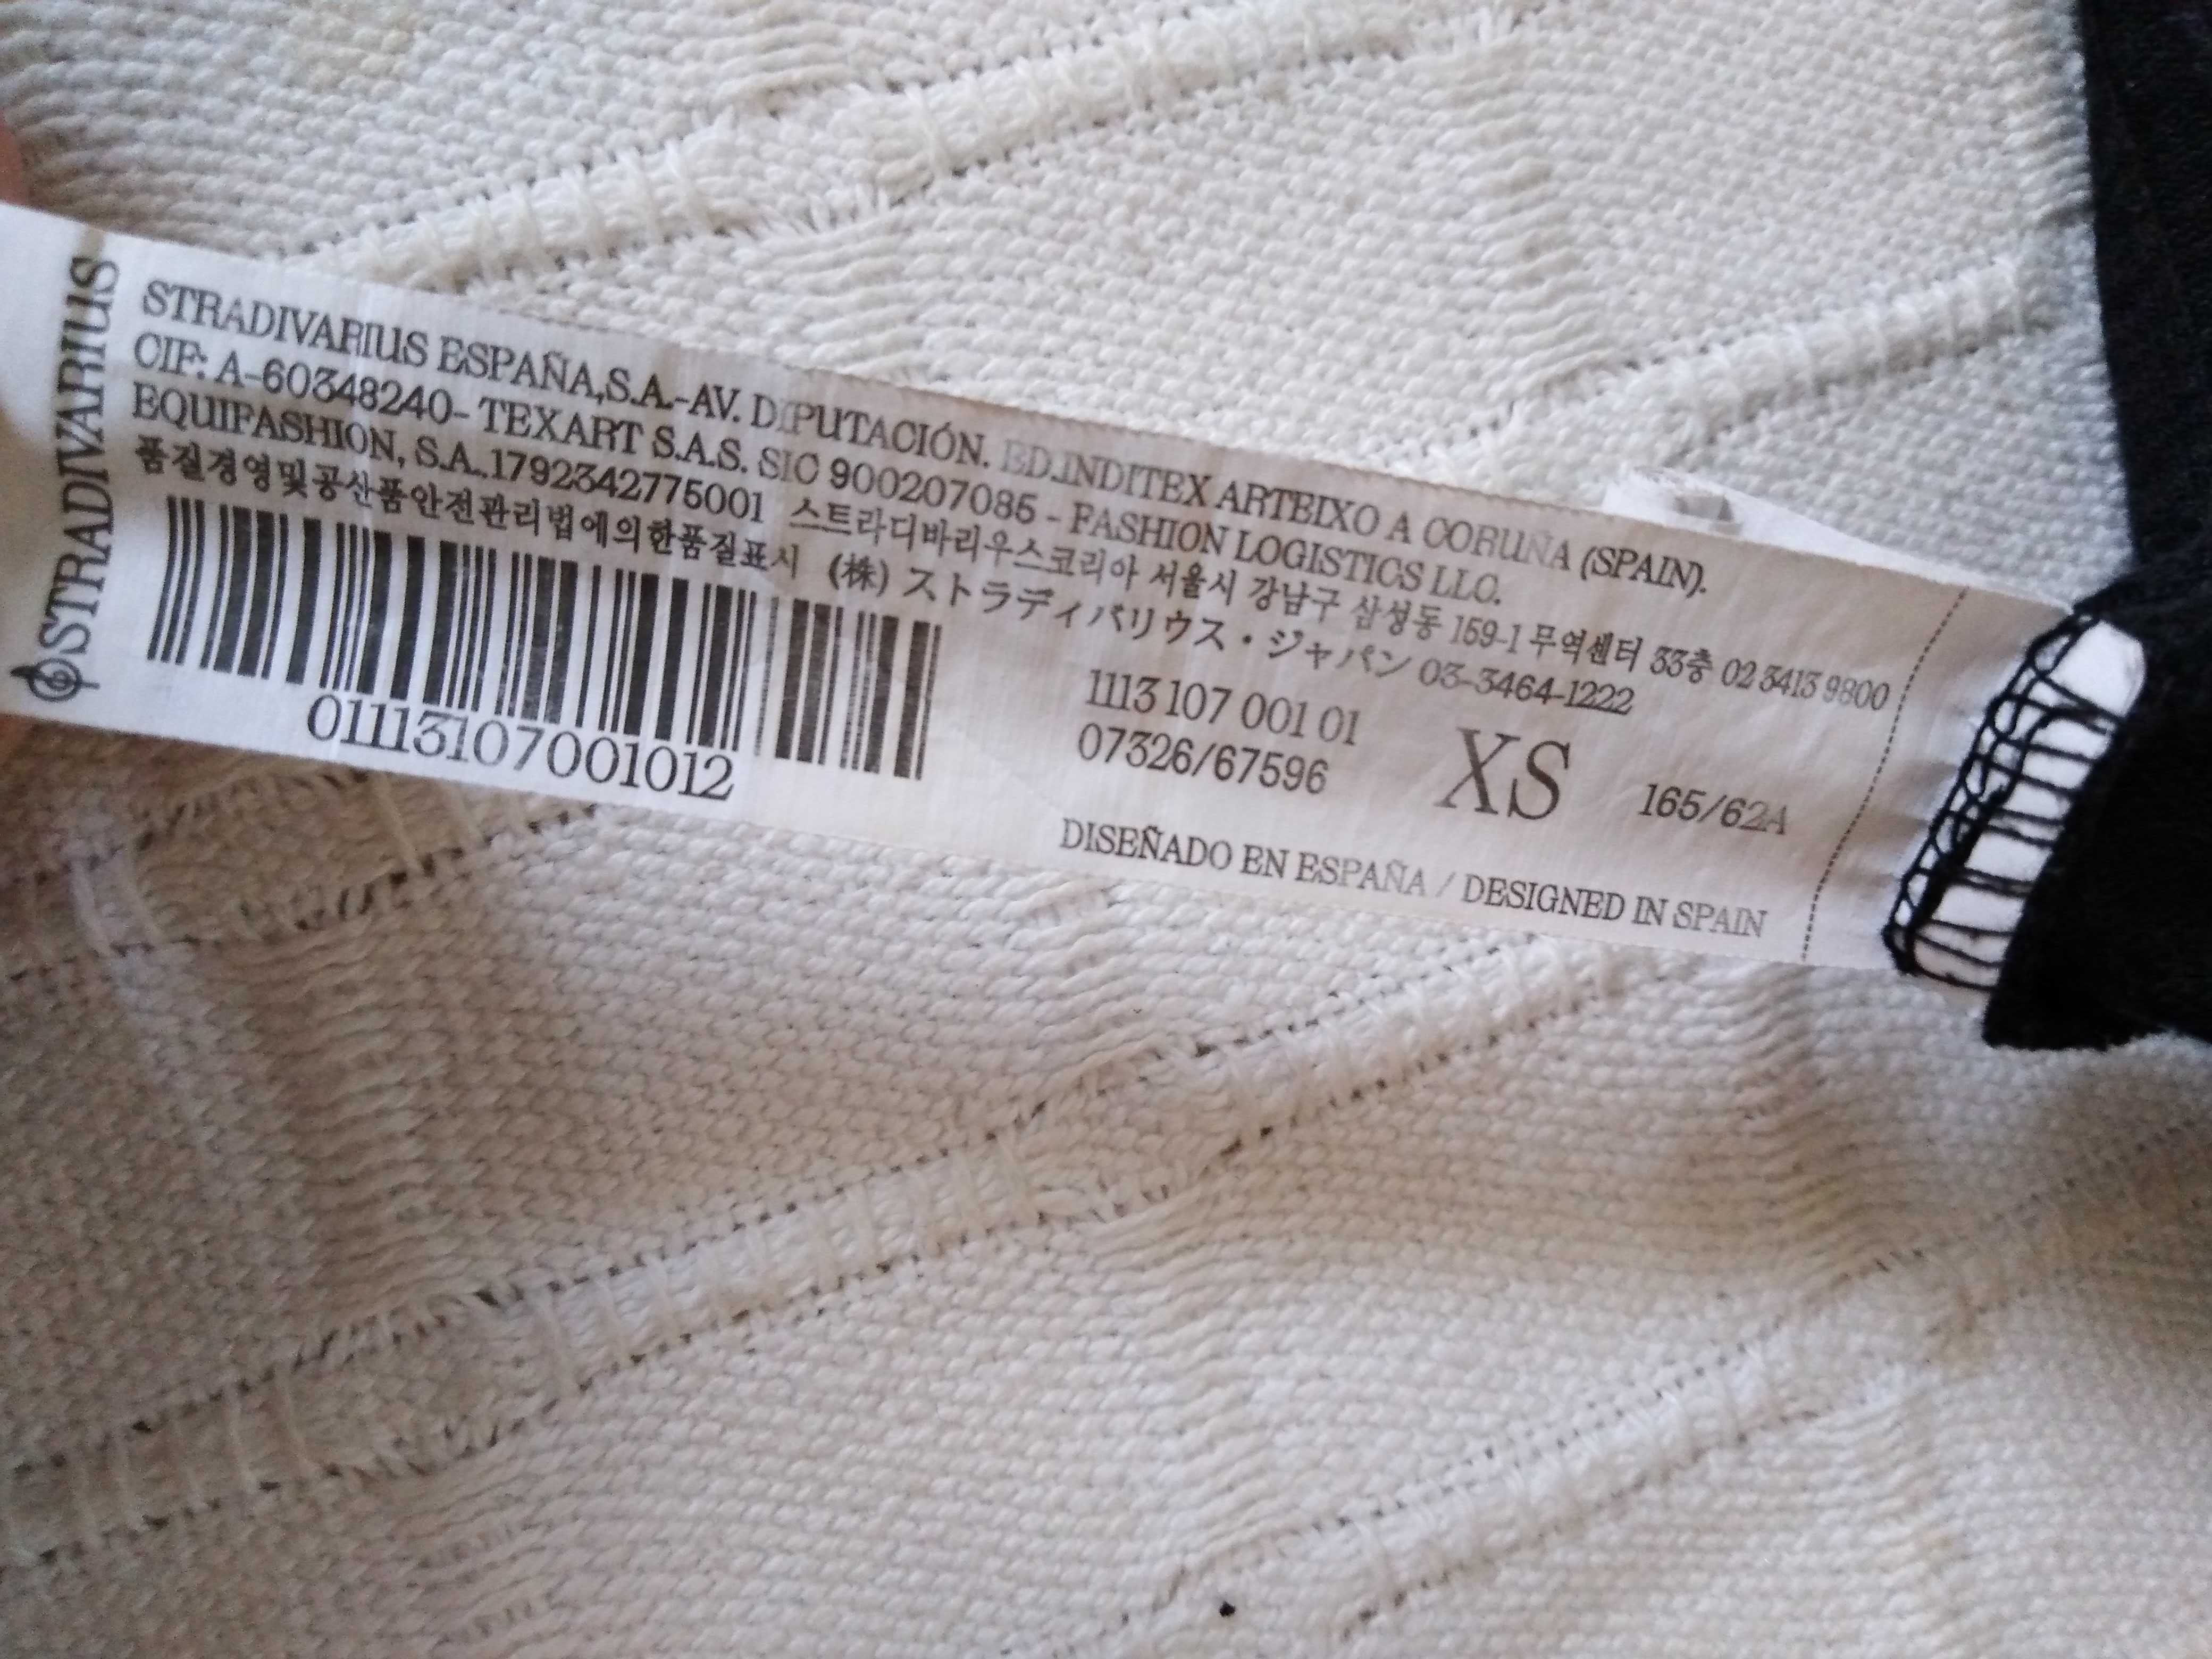 STRADIVARIUS
STRADIVARIUS ESPAÑA,S.A.-AV. DIPUTACIÓN. ED.INDITEX ARTEIXO A CORUÑA (SPAIN).
CIF: A-60348240- TEXART S.A.S. SIC 900207085 - FASHION LOGISTICS LLC.
EQUIFASHION, S.A..1792342775001 스트라디바리우스코리아 서울시 강남구 삼성동 159-1 무역센터 33층 02 3413 9800
품질경영및공산품안전관리법에의한품질표시 (株) ストラディバリウス・ジャパン 03-3464-1222
01113107001012
1113 107 001 01
07326/67596
XS
165/62A
DISEÑADO EN ESPAÑA / DESIGNED IN SPAIN